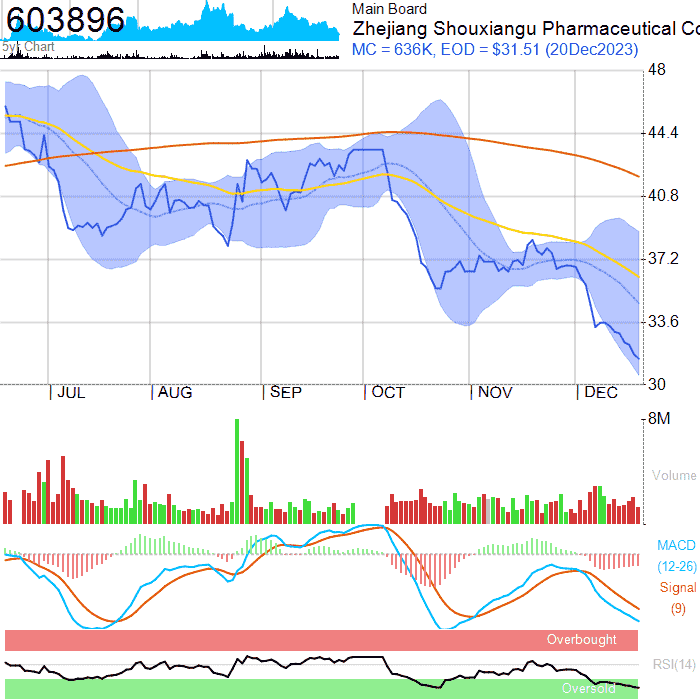 603896
5yr Chart
Main Board
Zhejiang Shouxiangu Pharmaceutical Co
MC = 636K, EOD = $31.51 (20Dec2023)
48
44.4
40.8
37.2
33.6
30
JUL
AUG
SEP
OCT
NOV
DEC
8M
Volume
MACD
(12-26)
Signal
(9)
Overbought
RSI(14)
Oversold